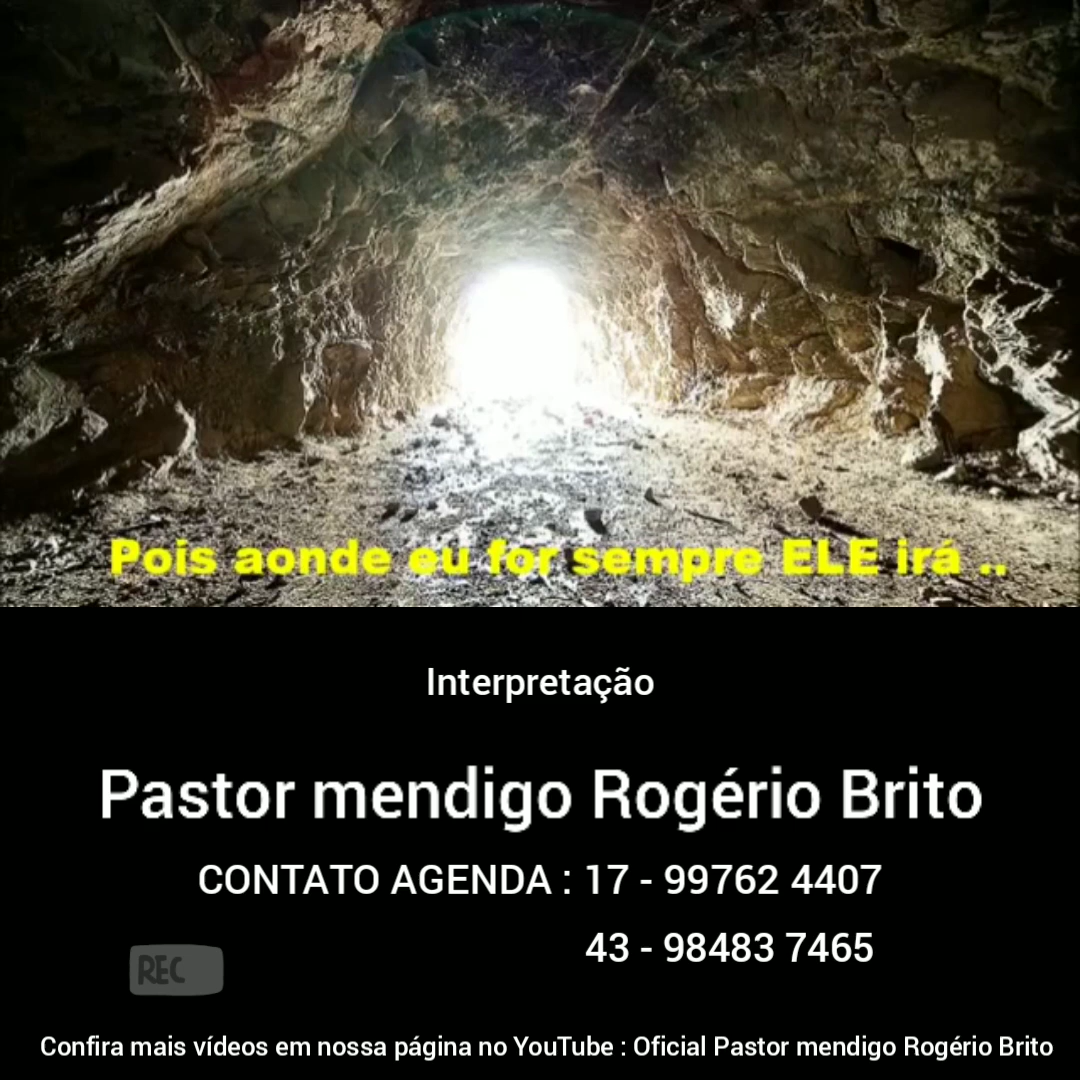 Pois aonde eu for sempre ELE irá ..
Interpretação
Pastor mendigo Rogério Brito
CONTATO AGENDA : 17 - 99762 4407
43 - 98483 7465
REC
Confira mais vídeos em nossa página no YouTube : Oficial Pastor mendigo Rogério Brito